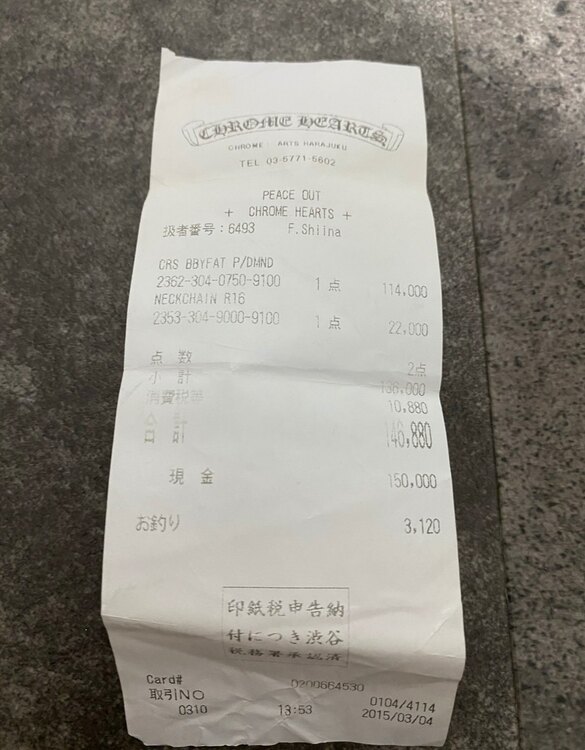 CHROME HEARTS
CHROME ARTS HARAJUKU
TEL 03-5771-5602
PEACE OUT
+ CHROME HEARTS +
扱者番号:6493 F.Shiina
CRS BBYFAT P/DMND
2362-304-0750-9100 1 点 114,000
NECKCHAIN R16
2353-304-9000-9100 1 点 22,000
点 数 2点
小 計 136,000
消費税等 10,880
合 計 146,880
現 金 150,000
お釣り 3,120
印紙税申告納
付につき渋谷
税務署承認済
Card# D200664530
取引NO 0104/4114
0310 13:53 2015/03/04